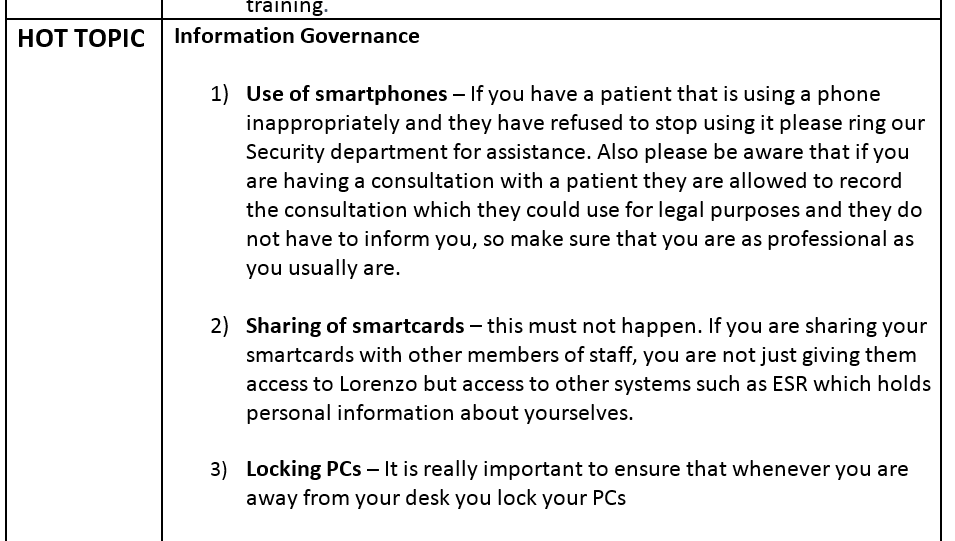 training.
HOT TOPIC
Information Governance
1) Use of smartphones – If you have a patient that is using a phone
inappropriately and they have refused to stop using it please ring our
Security department for assistance. Also please be aware that if you
are having a consultation with a patient they are allowed to record
the consultation which they could use for legal purposes and they do
not have to inform you, so make sure that you are as professional as
you usually are.
2) Sharing of smartcards – this must not happen. If you are sharing your
smartcards with other members of staff, you are not just giving them
access to Lorenzo but access to other systems such as ESR which holds
personal information about yourselves.
3) Locking PCs – It is really important to ensure that whenever you are
away from your desk you lock your PCs